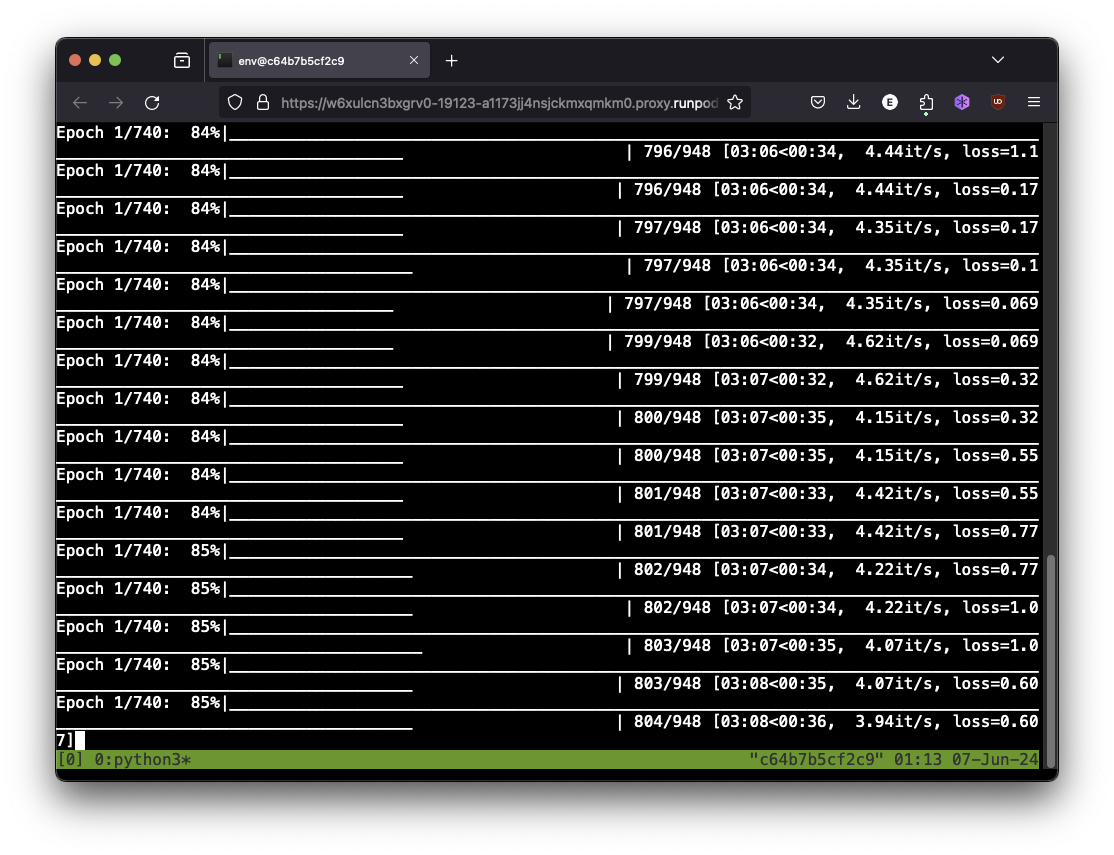 env@c64b7b5cf2c9
https://w6xulcn3bxgrv0-19123-a1173jj4nsjckmxqmkm0.proxy.runpod
E
UD
Epoch 1/740:  84%|
| 796/948 [03:06<00:34,  4.44it/s, loss=1.1
Epoch 1/740:  84%|
| 796/948 [03:06<00:34,  4.44it/s, loss=0.17
Epoch 1/740:  84%|
| 797/948 [03:06<00:34,  4.35it/s, loss=0.17
Epoch 1/740:  84%|
| 797/948 [03:06<00:34,  4.35it/s, loss=0.1
Epoch 1/740:  84%|
| 797/948 [03:06<00:34,  4.35it/s, loss=0.069
Epoch 1/740:  84%|
| 799/948 [03:06<00:32,  4.62it/s, loss=0.069
Epoch 1/740:  84%|
| 799/948 [03:07<00:32,  4.62it/s, loss=0.32
Epoch 1/740:  84%|
| 800/948 [03:07<00:35,  4.15it/s, loss=0.32
Epoch 1/740:  84%|
| 800/948 [03:07<00:35,  4.15it/s, loss=0.55
Epoch 1/740:  84%|
| 801/948 [03:07<00:33,  4.42it/s, loss=0.55
Epoch 1/740:  84%|
| 801/948 [03:07<00:33,  4.42it/s, loss=0.77
Epoch 1/740:  85%|
| 802/948 [03:07<00:34,  4.22it/s, loss=0.77
Epoch 1/740:  85%|
| 802/948 [03:07<00:34,  4.22it/s, loss=1.0
Epoch 1/740:  85%|
| 803/948 [03:07<00:35,  4.07it/s, loss=1.0
Epoch 1/740:  85%|
| 803/948 [03:08<00:35,  4.07it/s, loss=0.60
Epoch 1/740:  85%|
| 804/948 [03:08<00:36,  3.94it/s, loss=0.60
7]
[0] 0:python3* "c64b7b5cf2c9" 01:13 07-Jun-24